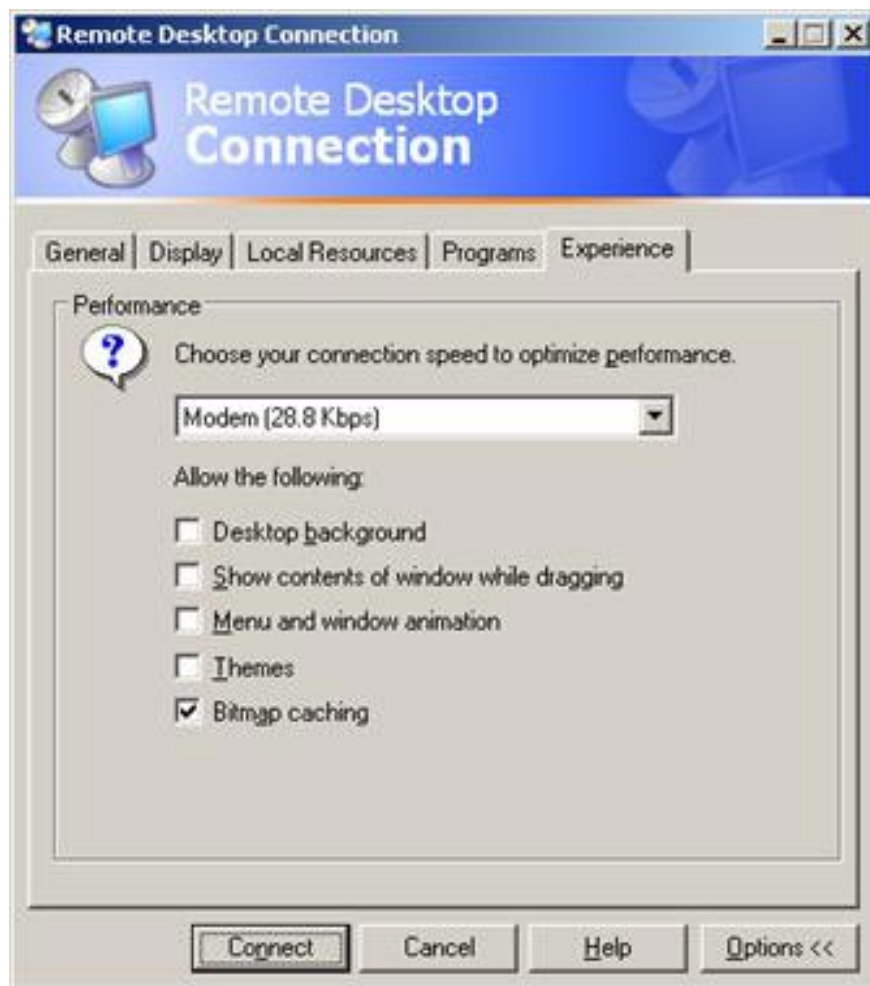 Remote Desktop Connection
Remote Desktop
Connection
General Display Local Resources Programs Experience
Performance
?
Choose your connection speed to optimize performance.
Modem (28.8 Kbps)
Allow the following:
Desktop background
Show contents of window while dragging
Menu and window animation
Themes
Bitmap caching
Connect Cancel Help Options <<